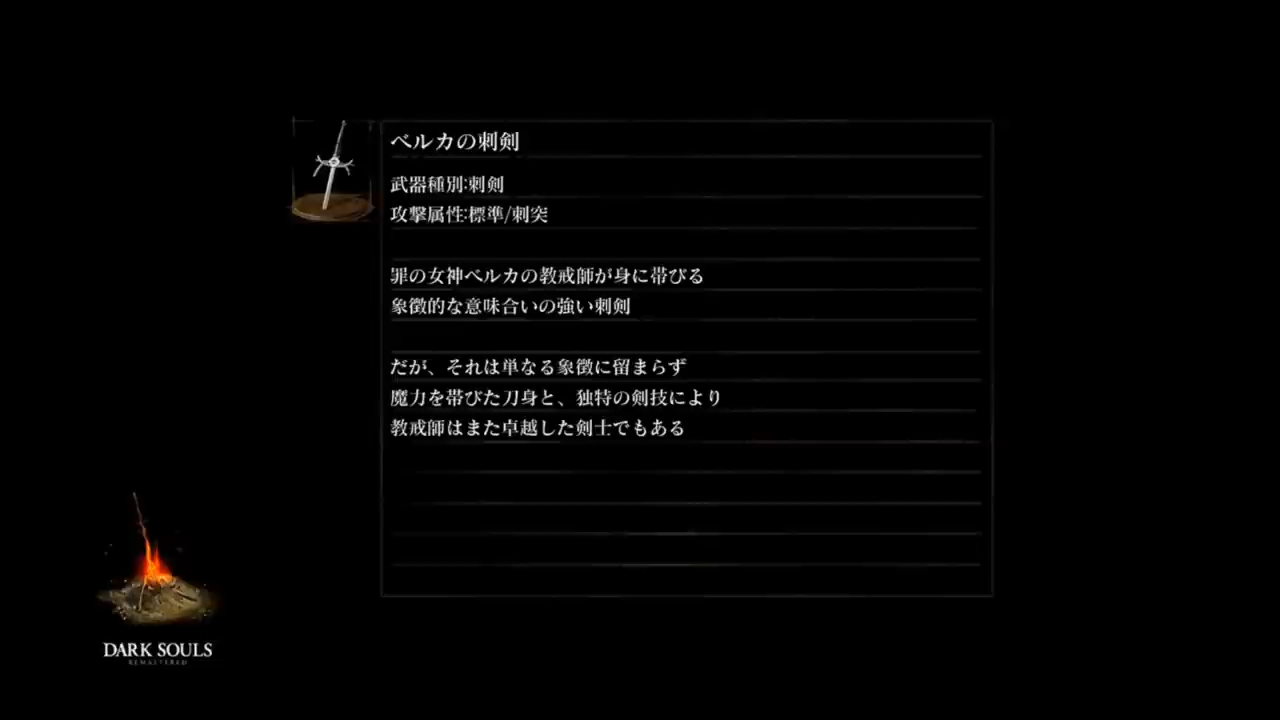 ベルカの刺剣
武器種別:刺剣
攻撃属性:標準/刺突
罪の女神ベルカの教戒師が身に帯びる
象徴的な意味合いの強い刺剣
だが、それは単なる象徴に留まらず
魔力を帯びた刀身と、独特の剣技により
教戒師はまた卓越した剣士でもある
DARK SOULS
REMASTERED